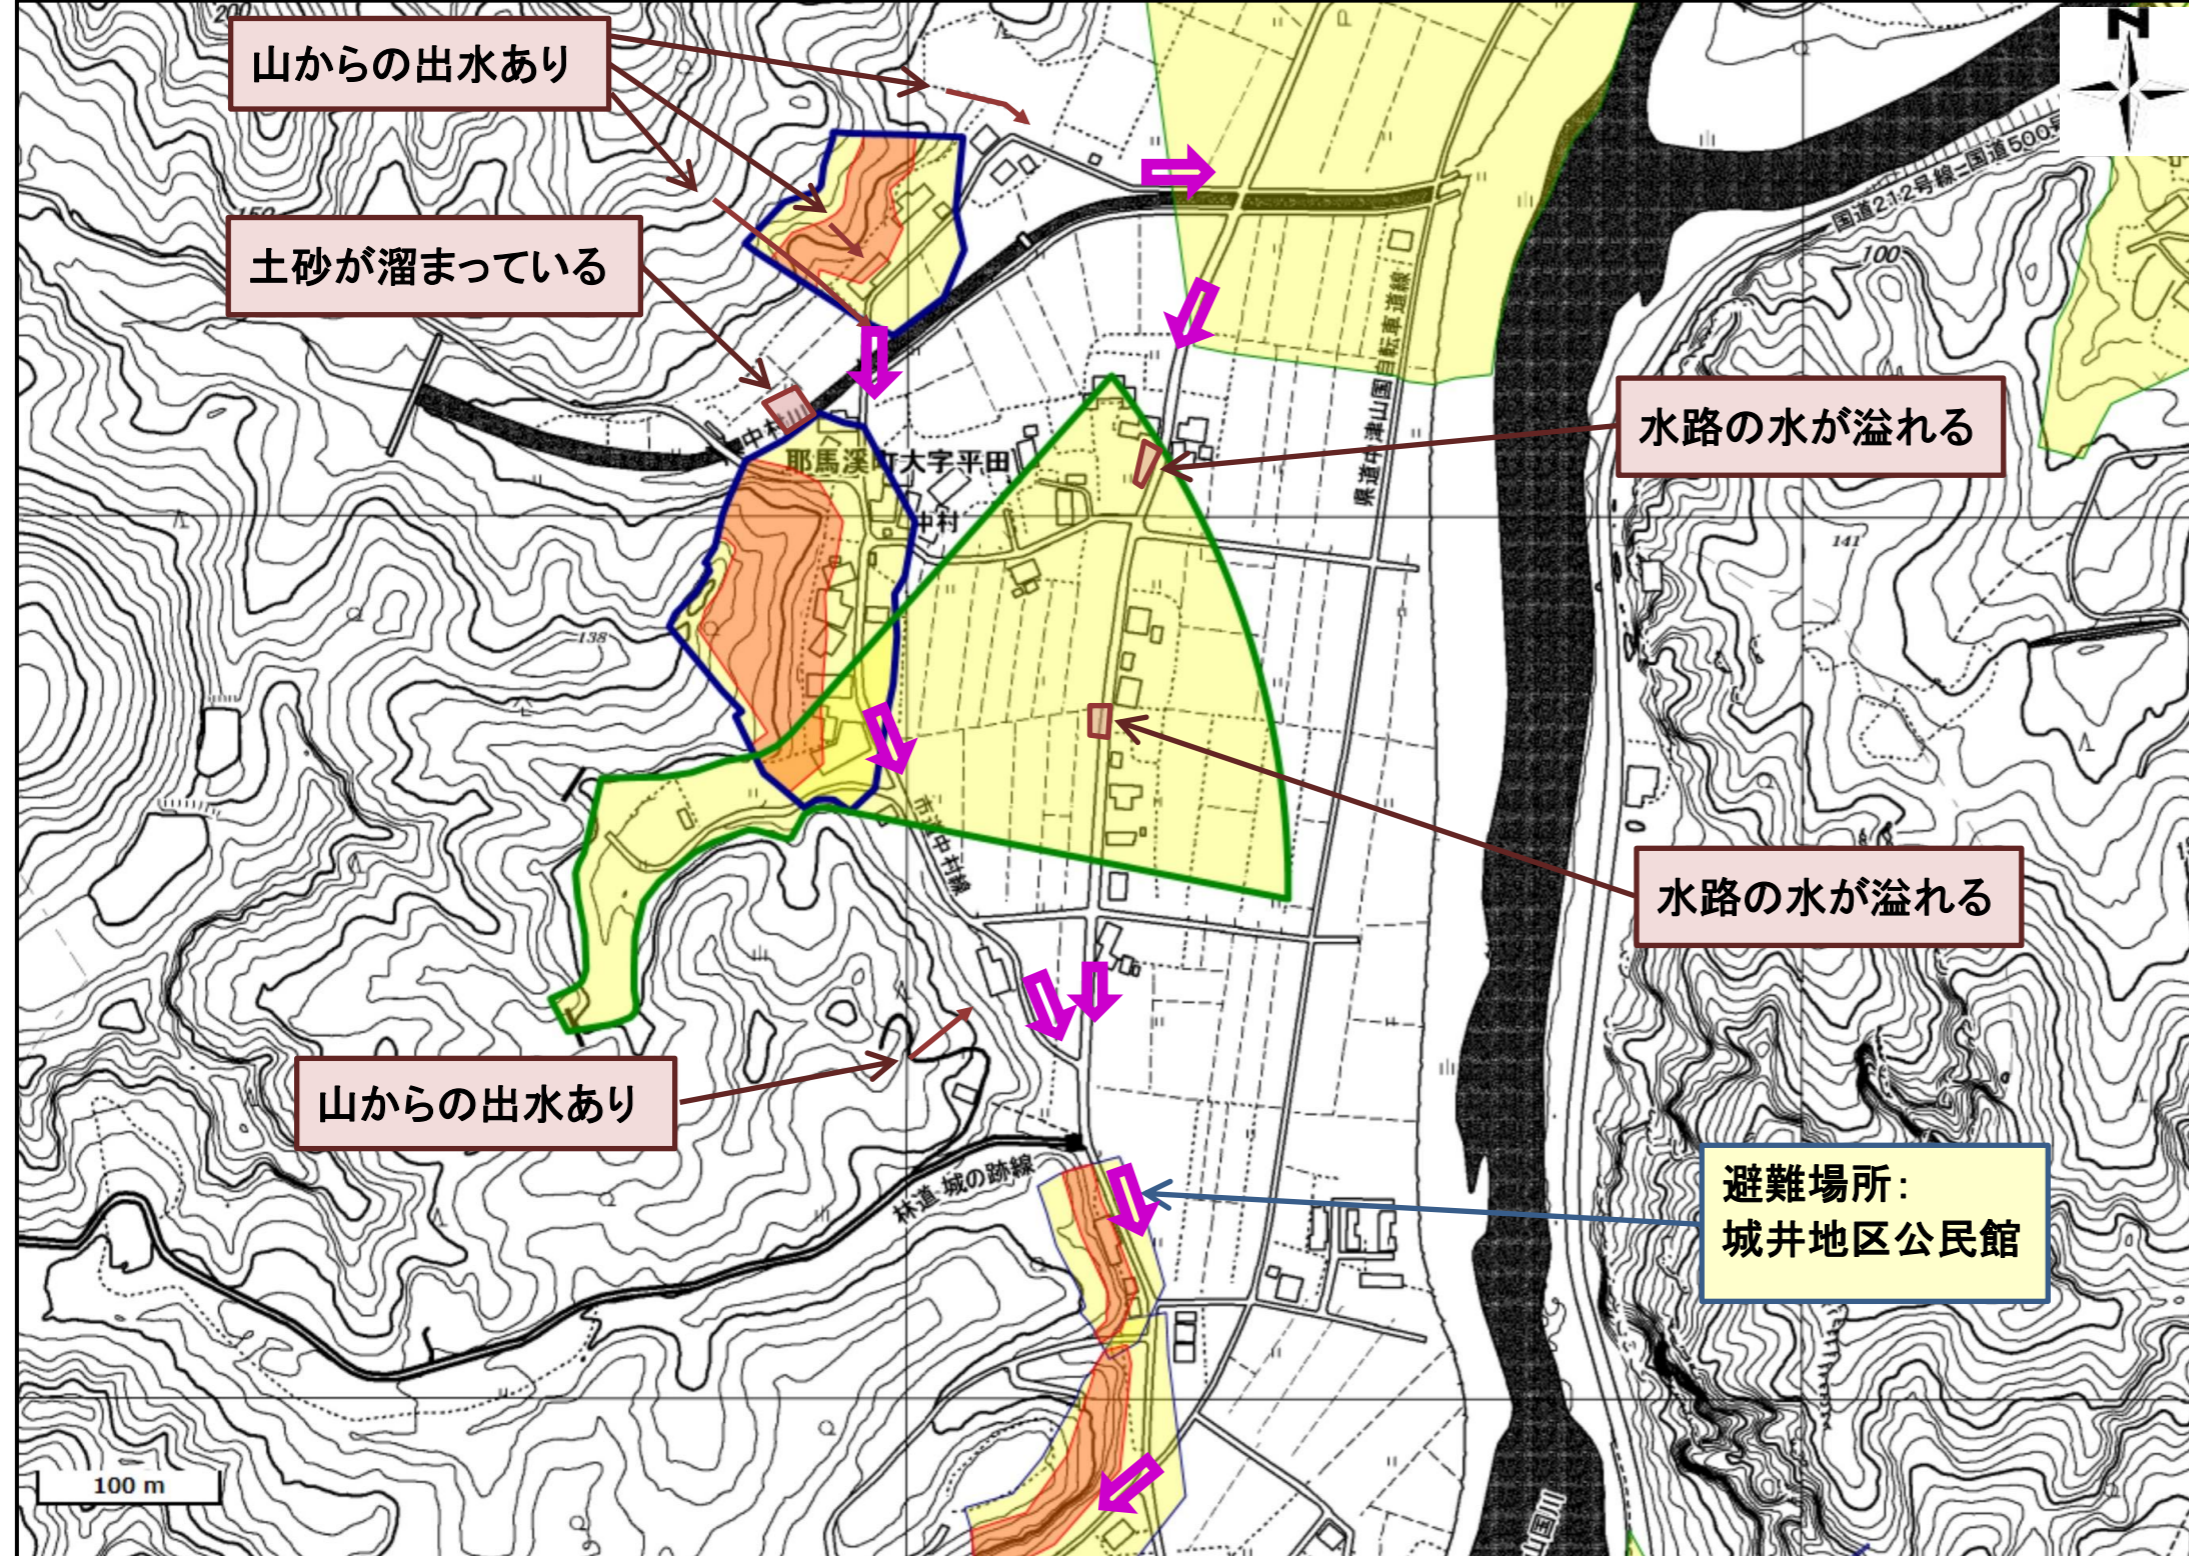 200
山からの出水あり
N
国道212号線=国道500号
150
土砂が溜まっている
100
県道中津山国自転車道線
水路の水が溢れる
耶馬溪町大字平田
中村
141
138
市道中村線
水路の水が溢れる
山からの出水あり
林道 城の跡線
避難場所:
城井地区公民館
100 m
山国川